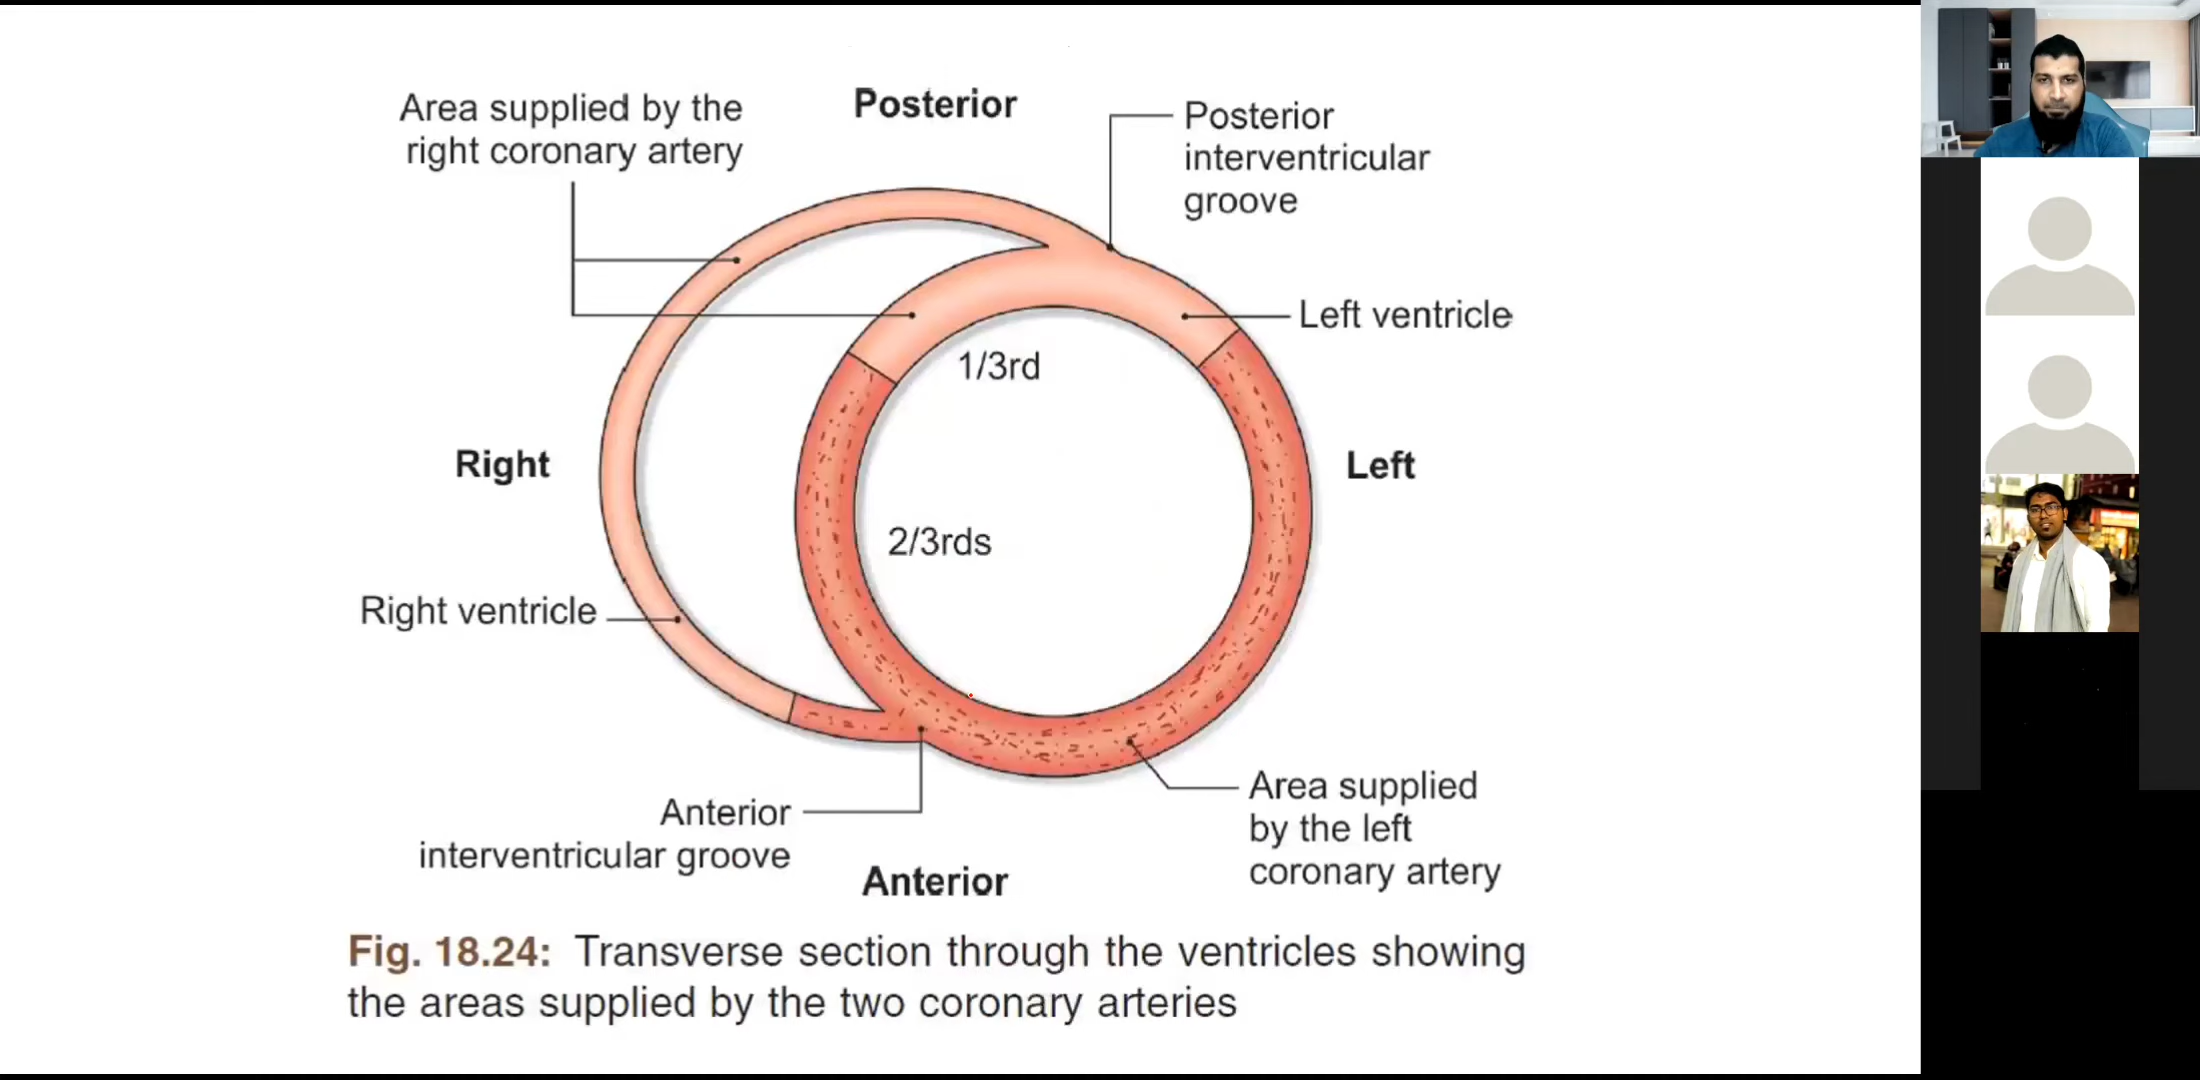 Posterior
Area supplied by the
right coronary artery
Posterior
interventricular
groove
Left ventricle
1/3rd
Right
Left
2/3rds
Right ventricle
Anterior
interventricular groove
Area supplied
by the left
coronary artery
Anterior
Fig. 18.24: Transverse section through the ventricles showing
the areas supplied by the two coronary arteries